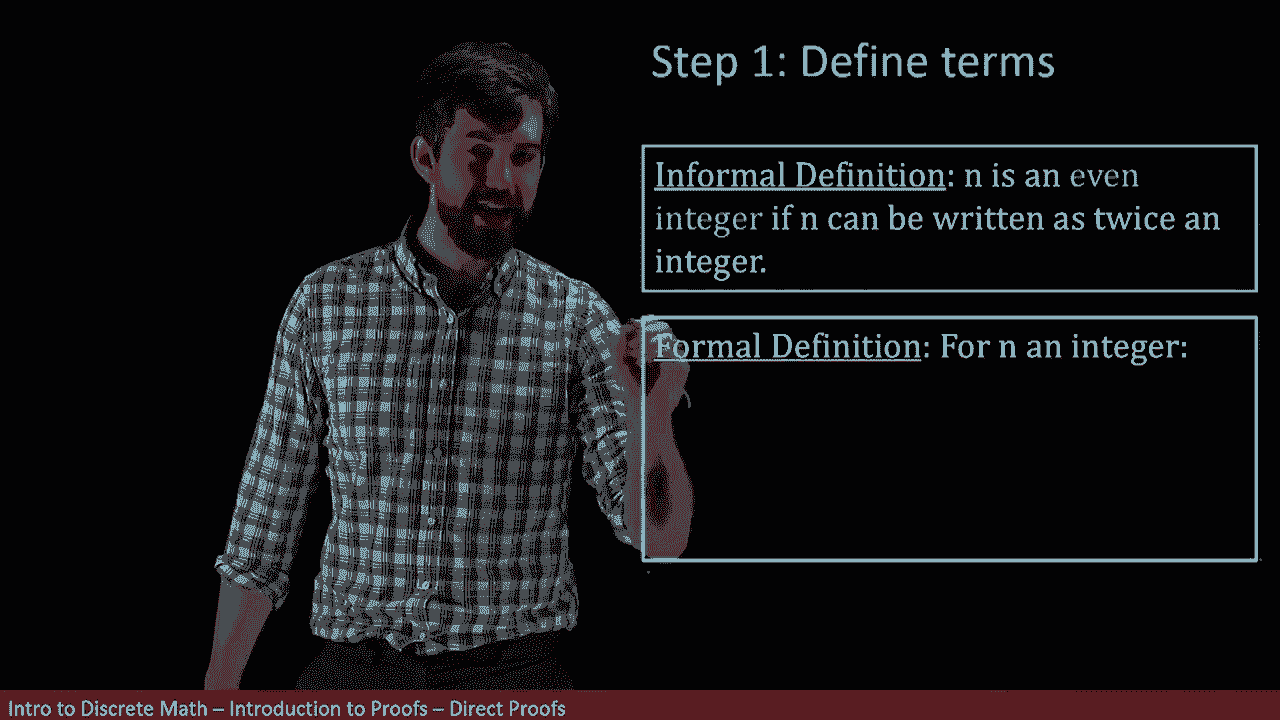 Step 1: Define terms
Informal Definition: n is an even
integer if n can be written as twice an
integer.
Formal Definition: For n an integer:
Intro to Discrete Math – Introduction to Proofs – Direct Proofs